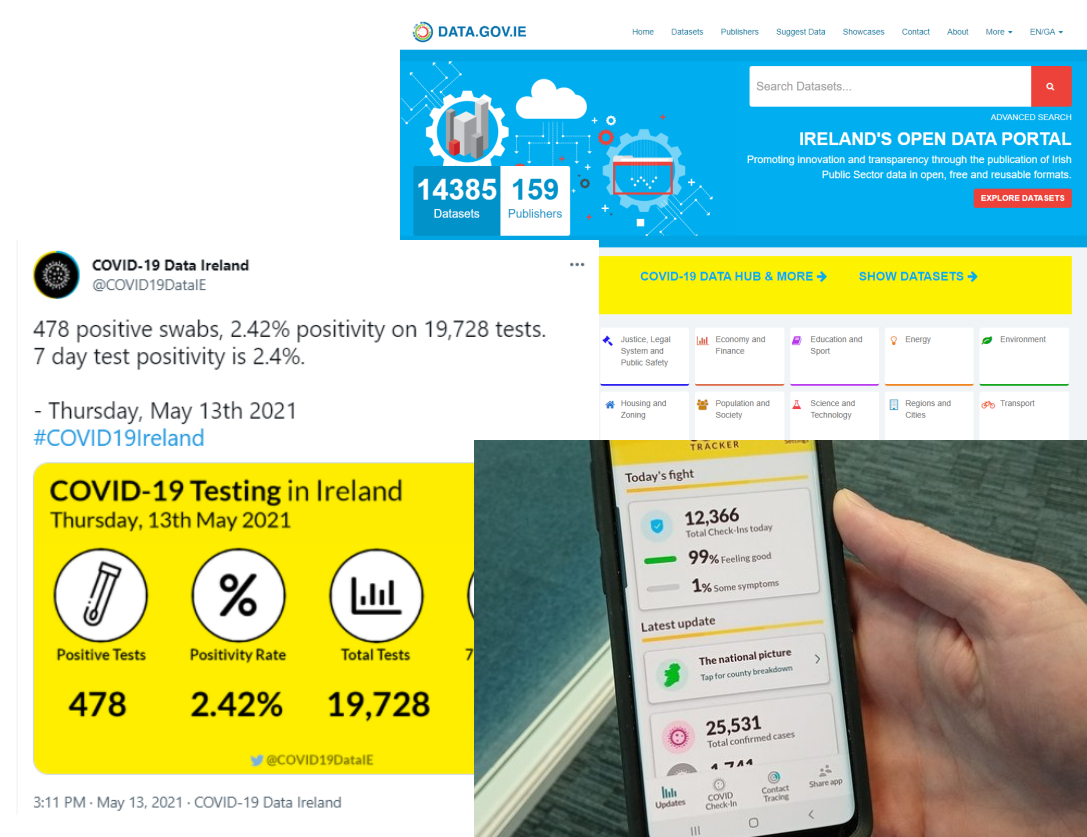 DATA.GOV.IE
Home Datasets Publishers Suggest Data Showcases Contact About More EN/GA
Search Datasets...
ADVANCED SEARCH
IRELAND'S OPEN DATA PORTAL
Promoting innovation and transparency through the publication of Irish
Public Sector data in open, free and reusable formats.
EXPLORE DATASETS
14385 159
Datasets Publishers
COVID-19 DATA HUB & MORE SHOW DATASETS
Justice, Legal
System and
Public Safety
Economy and
Finance
Education and
Sport
Energy
Environment
Housing and
Zoning
Population and
Society
Science and
Technology
Regions and
Cities
Transport
COVID-19 Data Ireland
@COVID19DataIE
478 positive swabs, 2.42% positivity on 19,728 tests.
7 day test positivity is 2.4%.
- Thursday, May 13th 2021
#COVID19Ireland
COVID-19 Testing in Ireland
Thursday, 13th May 2021
Positive Tests Positivity Rate Total Tests 7
478 2.42% 19,728
@COVID19DataIE
3:11 PM · May 13, 2021 · COVID-19 Data Ireland
TRACKER
Settings
Today's fight
12,366
Total Check-Ins today
99% Feeling good
1% Some symptoms
Latest update
The national picture
Tap for county breakdown
25,531
Total confirmed cases
1,741
Updates
COVID
Check-In
Contact
Tracing
Share app